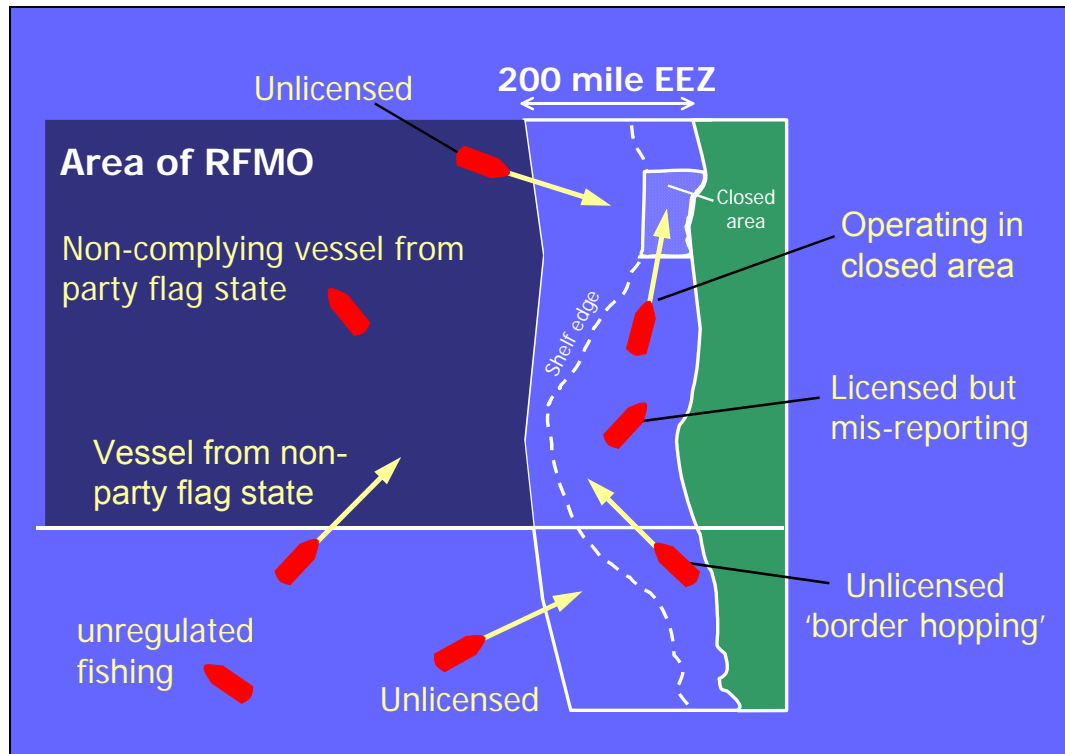 200 mile EEZ
Unlicensed
Area of RFMO
Closed
area
Non-complying vessel from
party flag state
Operating in
closed area
Shelf edge
Licensed but
mis-reporting
Vessel from non-
party flag state
Unlicensed
‘border hopping’
unregulated
fishing
Unlicensed